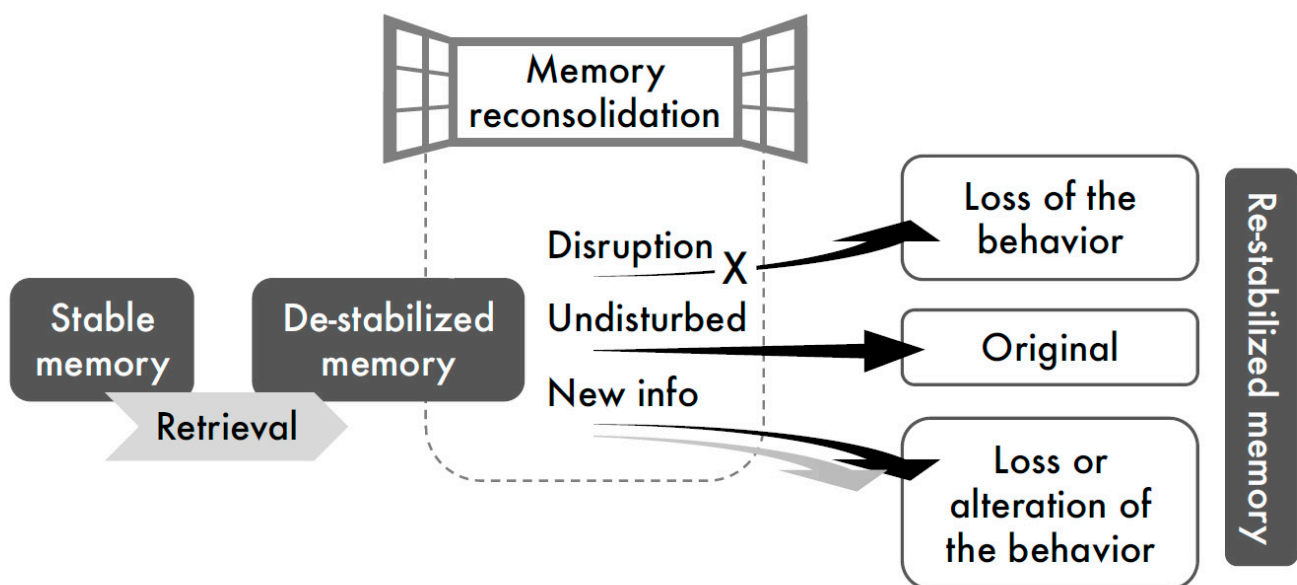 Memory
reconsolidation
Stable
memory
Retrieval
De-stabilized
memory
Disruption
X
Undisturbed
New info
Loss of the
behavior
Original
Loss or
alteration of
the behavior
Re-stabilized memory